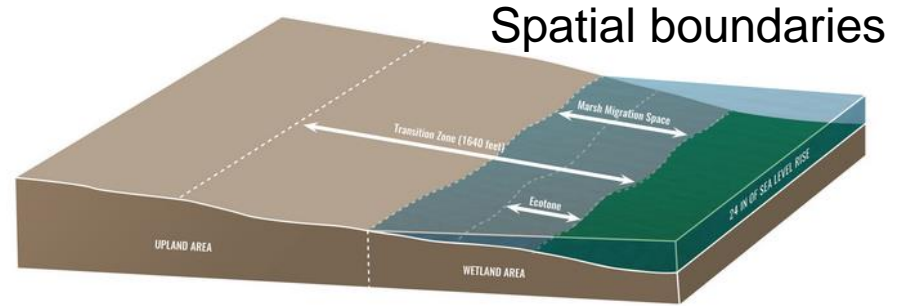 Spatial boundaries
Marsh Migration Space
Transition Zone (1640 feet)
Ecotone
24 IN OF SEA LEVEL RISE
UPLAND AREA
WETLAND AREA